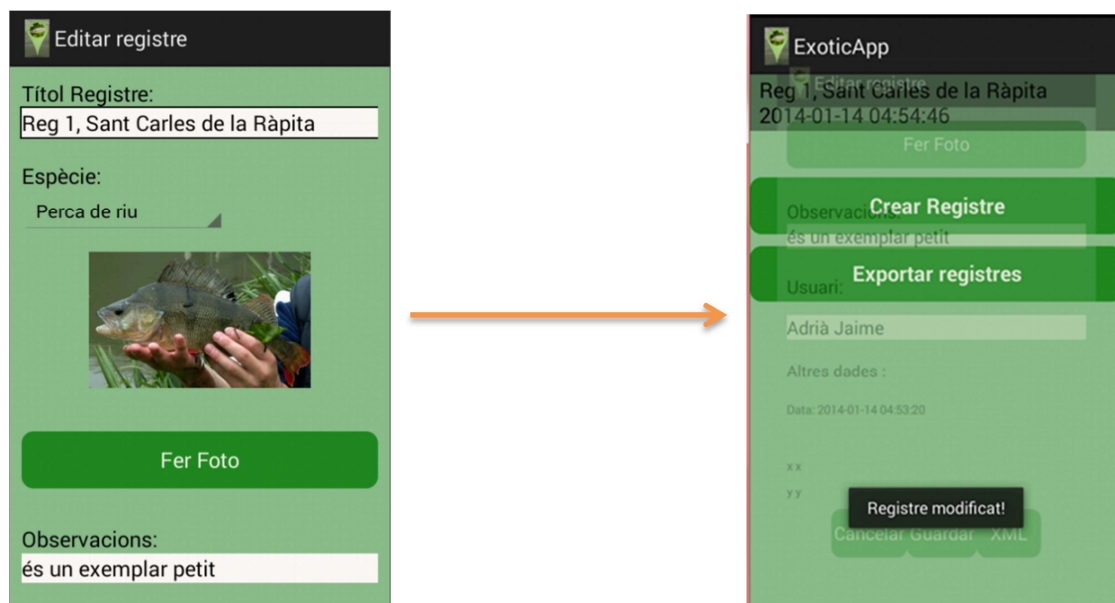 Editar registre
Títol Registre:
Reg 1, Sant Carles de la Ràpita
Espècie:
Perca de riu
Fer Foto
Observacions:
és un exemplar petit
ExoticApp
Editar registre
Reg 1, Sant Carles de la Ràpita
2014-01-14 04:54:46
Fer Foto
Crear Registre
Observacions:
és un exemplar petit
Exportar registres
Usuari:
Adrià Jaime
Altres dades :
Data: 2014-01-14 04:53:20
x x
y y
Registre modificat!
Cancelar Guardar XML